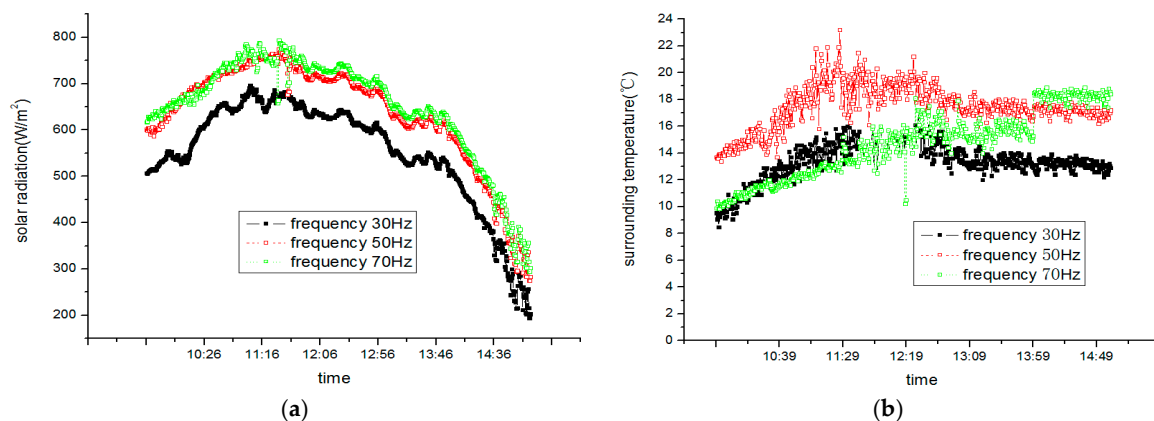 800
700
600
500
400
300
200
solar radiation(W/m²)
frequency 30Hz
frequency 50Hz
frequency 70Hz
10:26 11:16 12:06 12:56 13:46 14:36
time
(a)
24
22
20
18
16
14
12
10
8
6
4
2
0
surrounding temperature(℃)
frequency 30Hz
frequency 50Hz
frequency 70Hz
10:39 11:29 12:19 13:09 13:59 14:49
time
(b)